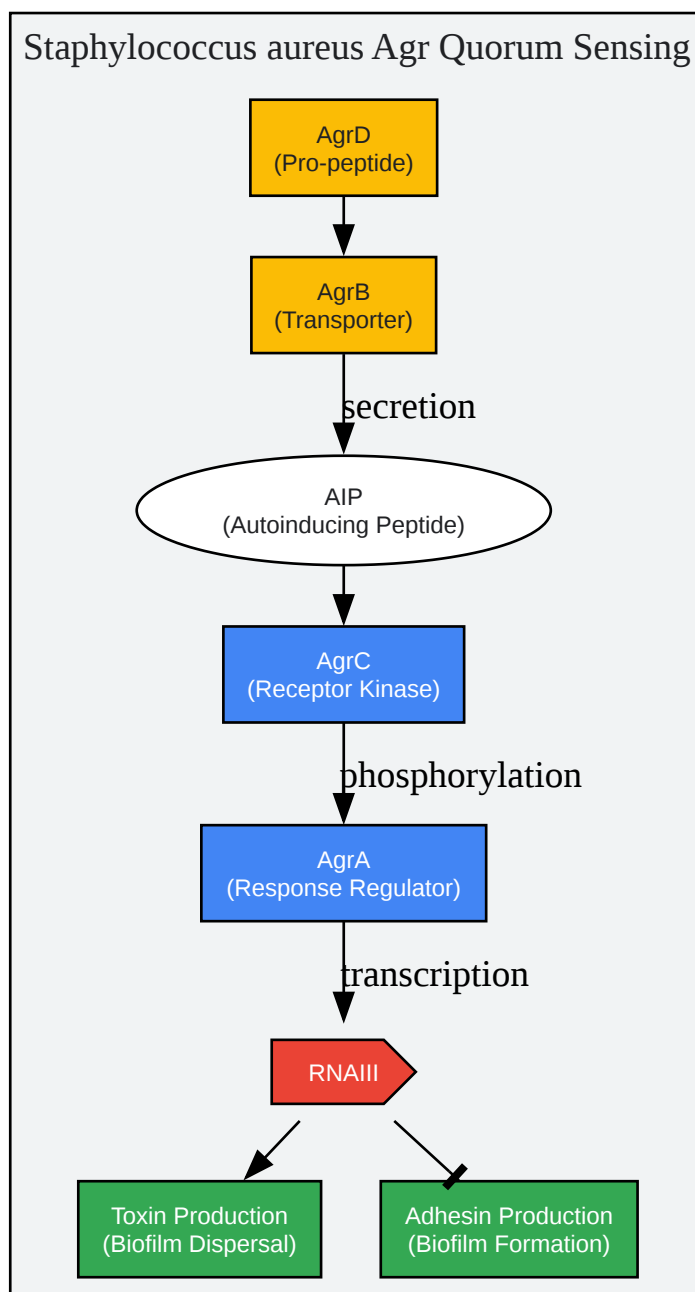 Staphylococcus aureus Agr Quorum Sensing
AgrD
(Pro-peptide)
AgrB
(Transporter)
secretion
AIP
(Autoinducing Peptide)
AgrC
(Receptor Kinase)
phosphorylation
AgrA
(Response Regulator)
transcription
RNAIII
Toxin Production
(Biofilm Dispersal)
Adhesin Production
(Biofilm Formation)